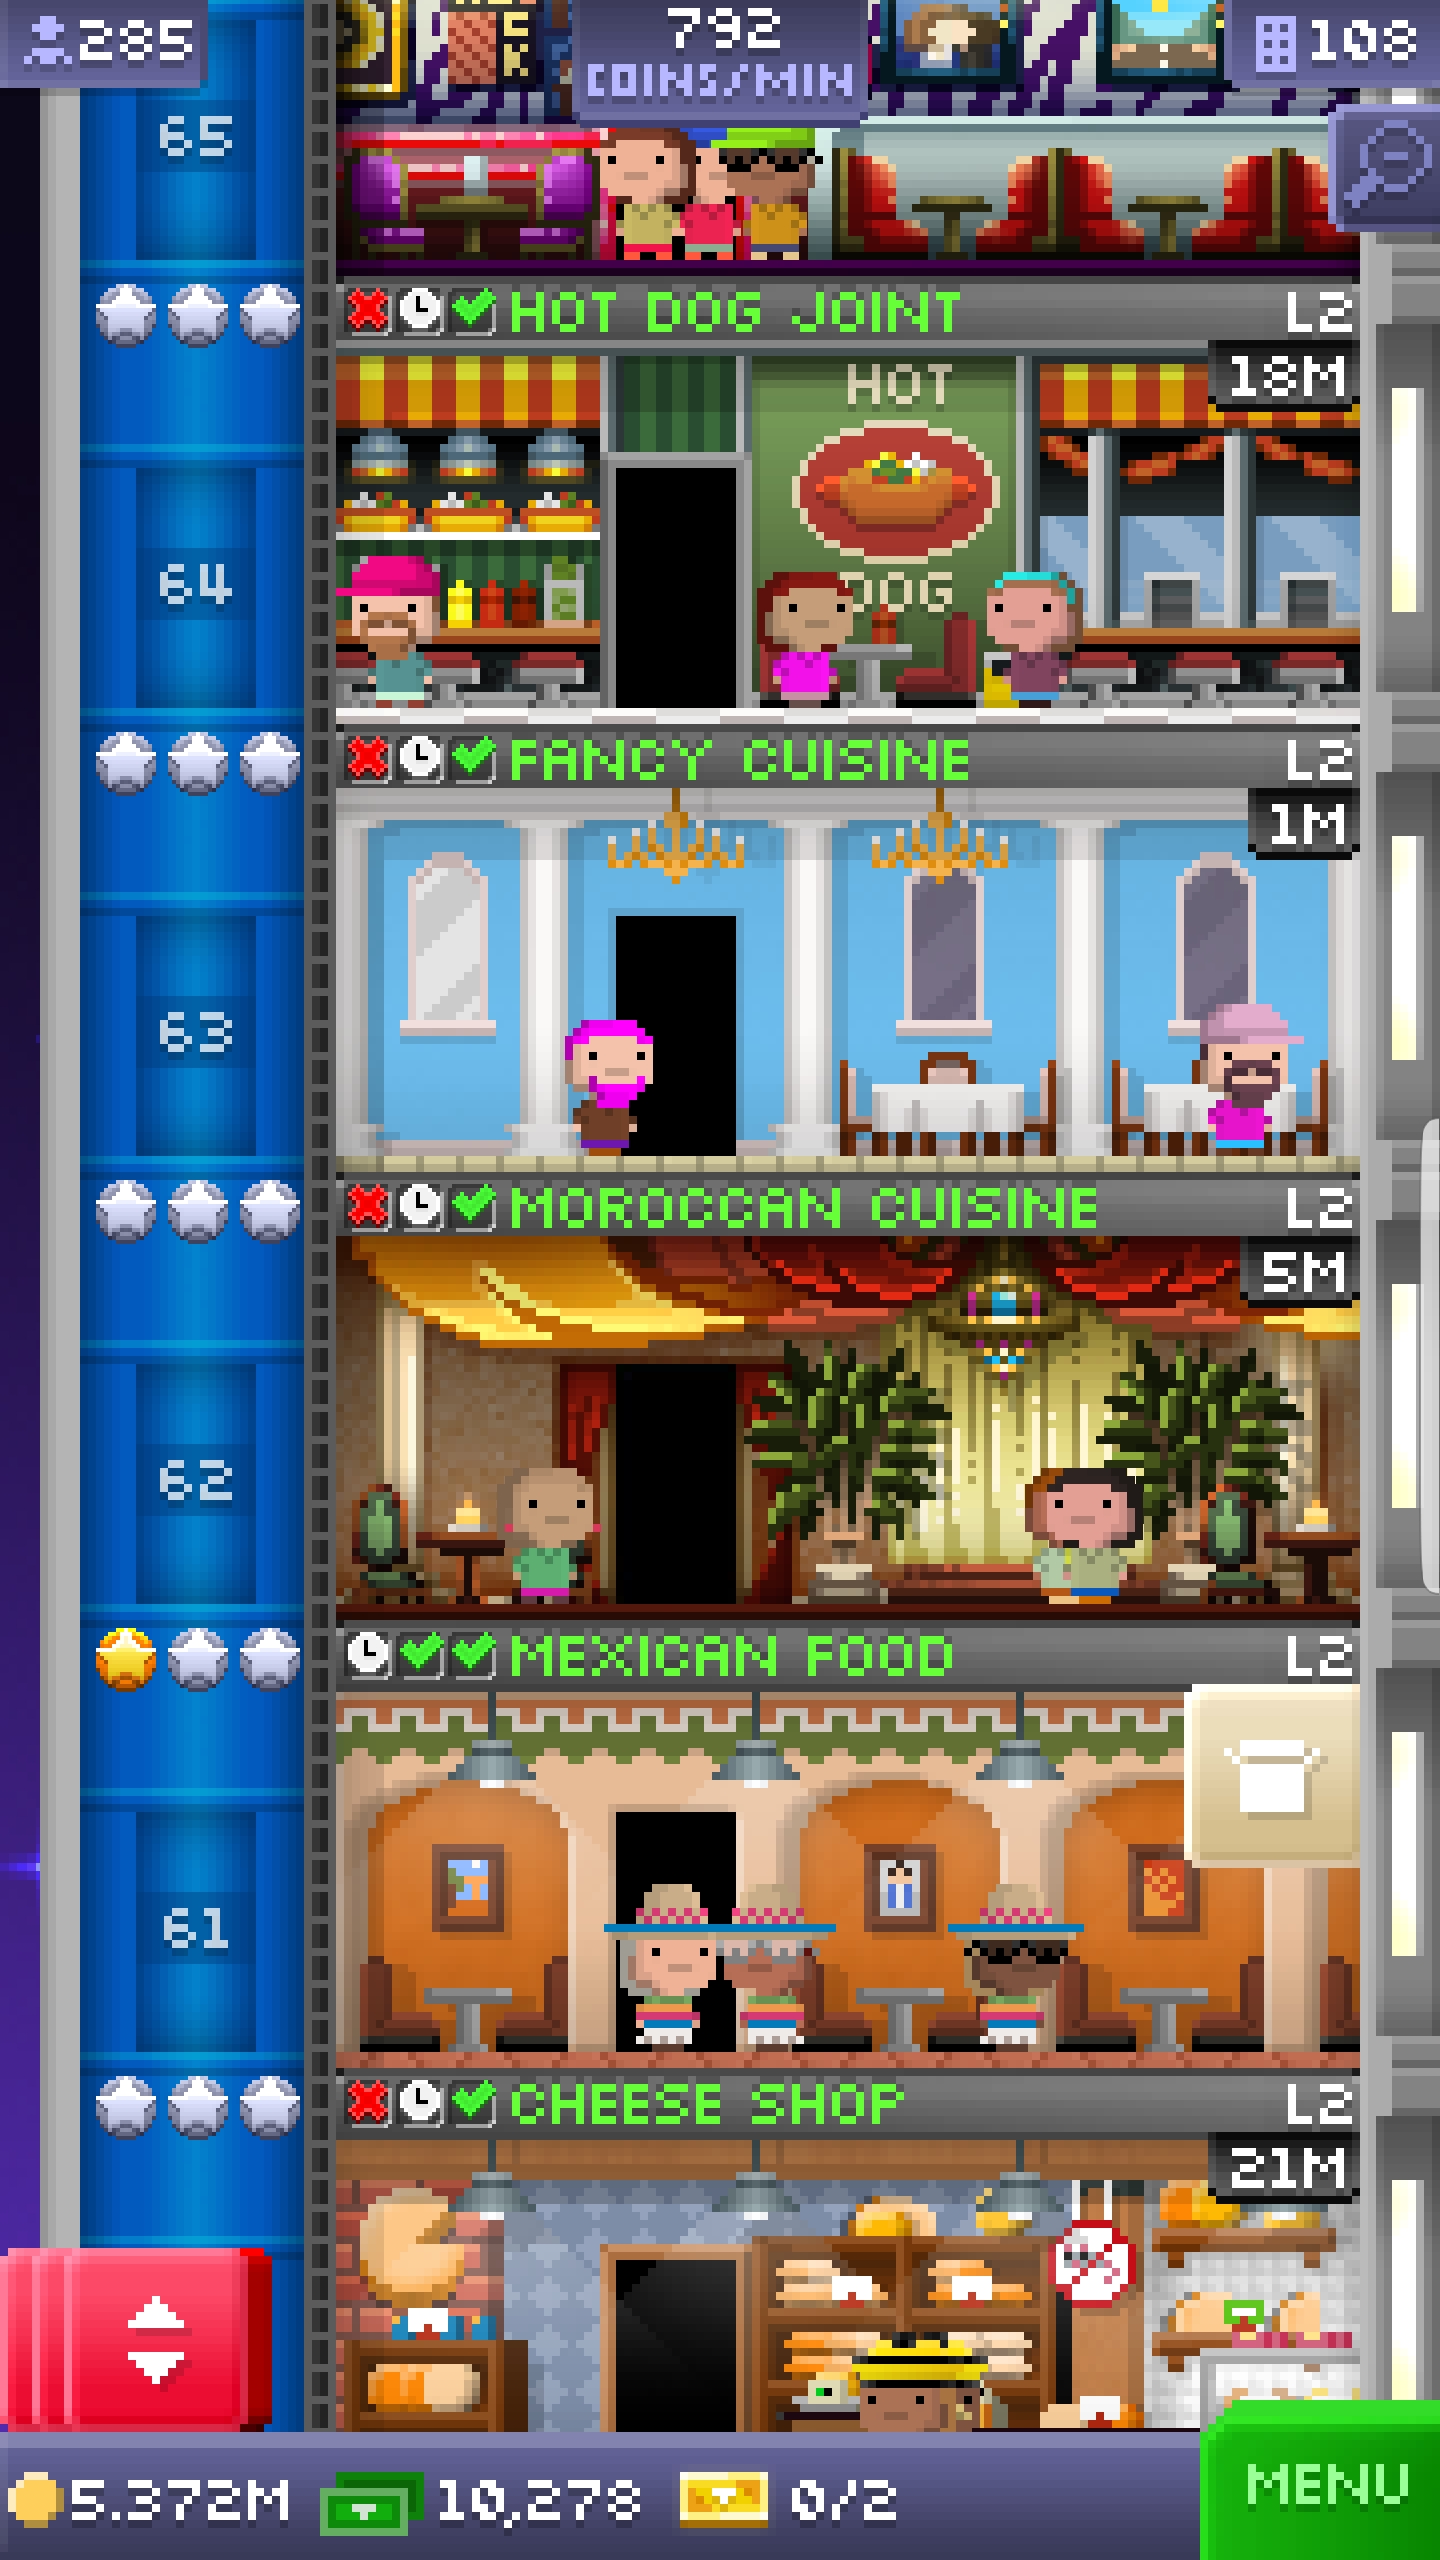 285
792
COINS/MIN
108
65
HOT DOG JOINT L2
18M
HOT
DOG
64
FANCY CUISINE L2
1M
63
MOROCCAN CUISINE L2
5M
62
MEXICAN FOOD L2
61
CHEESE SHOP L2
21M
5.372M 10,278 0/2
MENU